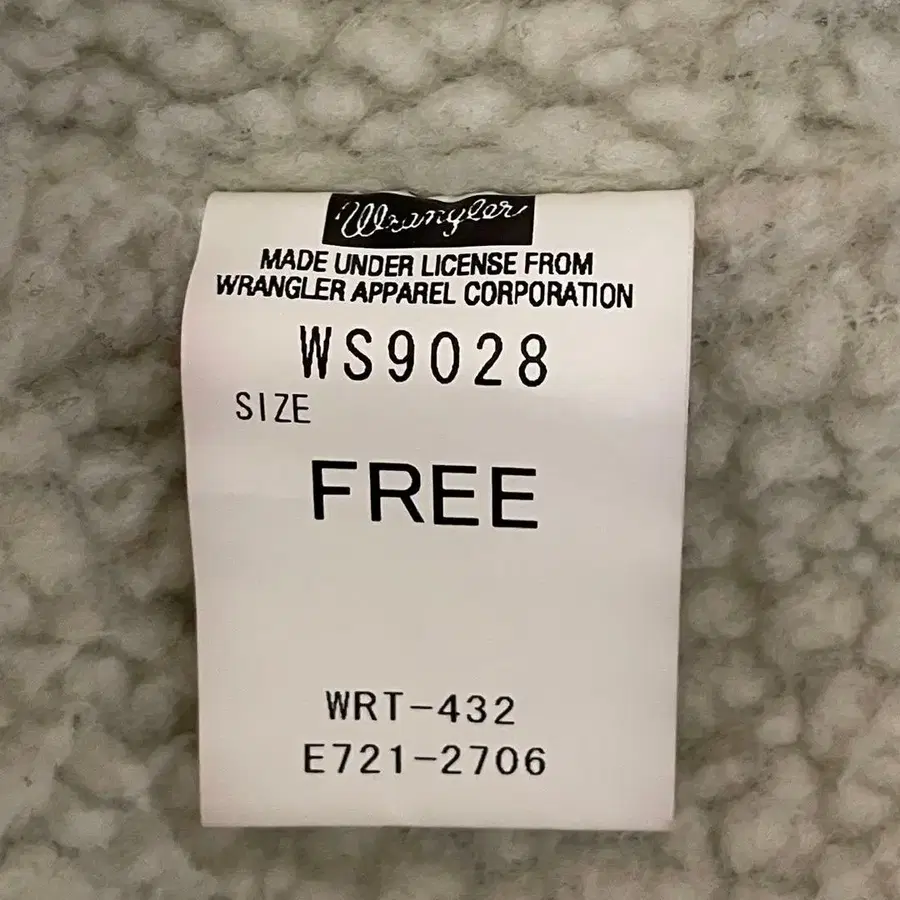 Wrangler
MADE UNDER LICENSE FROM
WRANGLER APPAREL CORPORATION
WS9028
SIZE
FREE
WRT-432
E721-2706